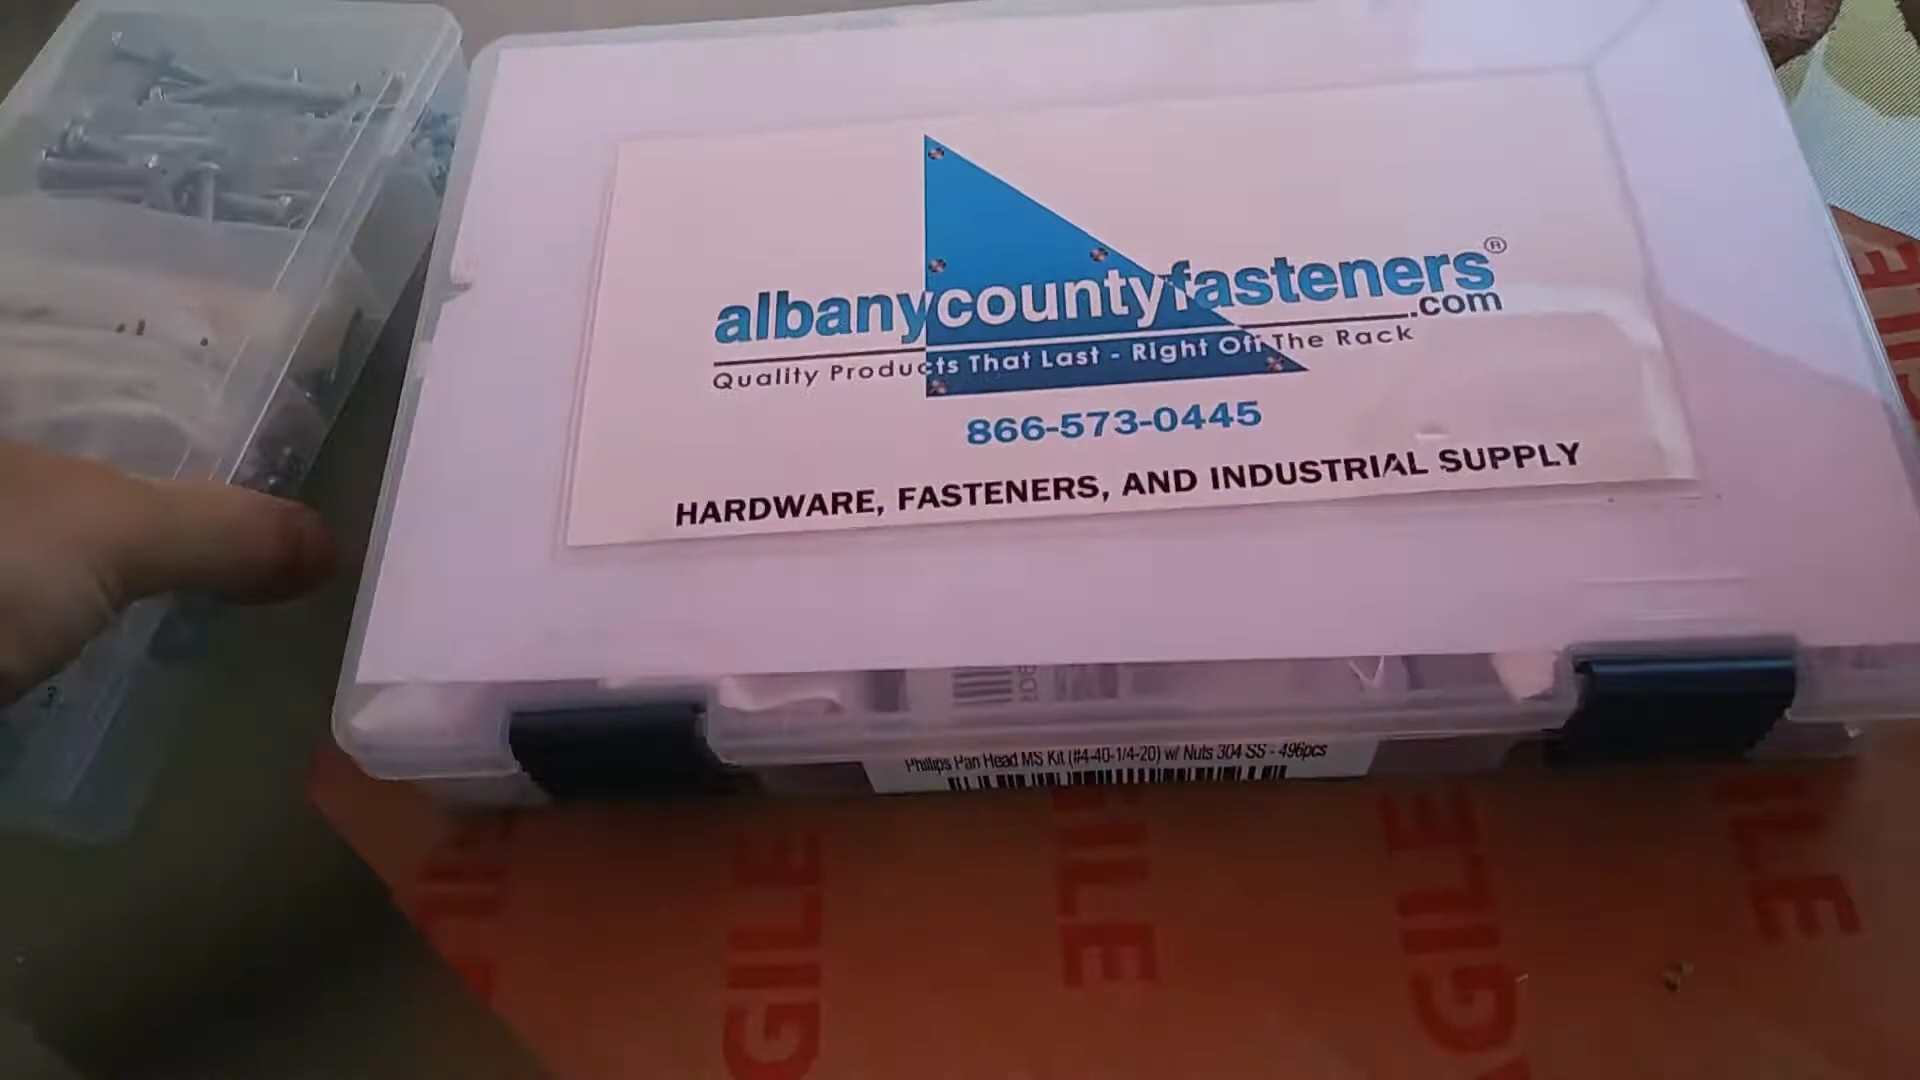 albanycountyfasteners®
.com
Quality Products That Last - Right Off The Rack
866-573-0445
HARDWARE, FASTENERS, AND INDUSTRIAL SUPPLY
Phillips Pan Head MS Kit (#4-40-1/4-20) w/ Nuts 304 SS - 496pcs
GILE
ILE
GILE
ILE